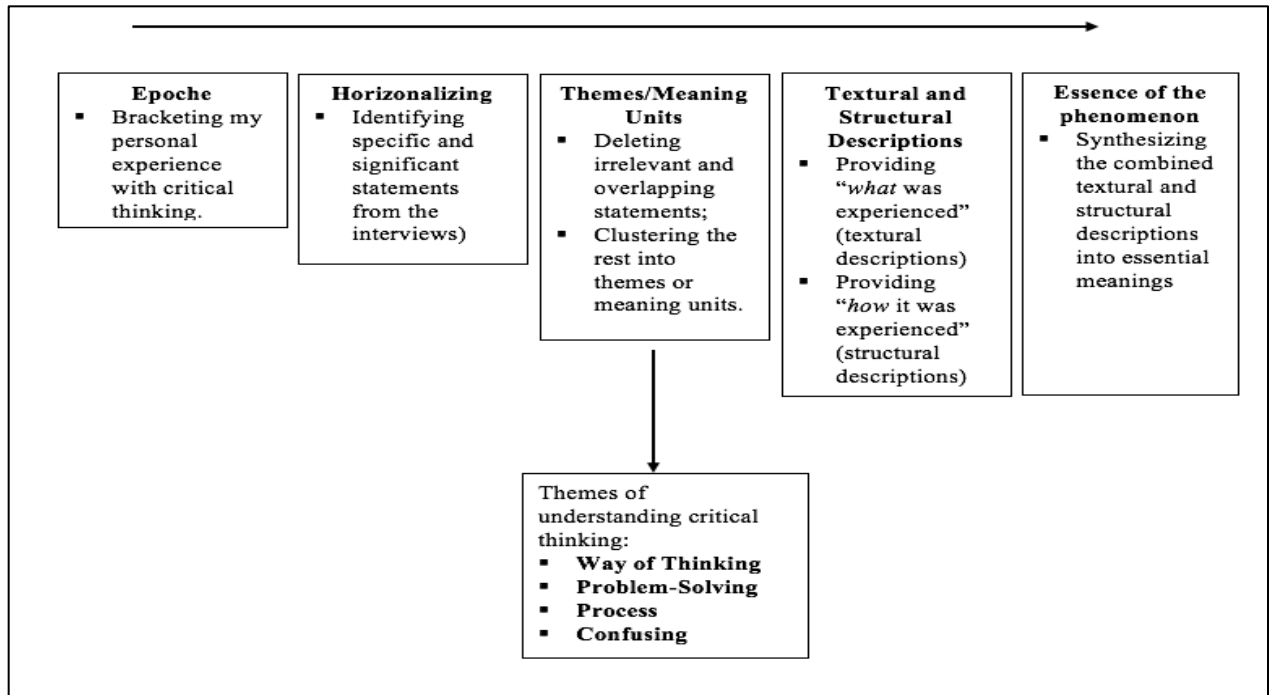 Epoche
▪ Bracketing my
personal
experience
with critical
thinking.
Horizonalizing
▪ Identifying
specific and
significant
statements
from the
interviews)
Themes/Meaning
Units
▪ Deleting
irrelevant and
overlapping
statements;
▪ Clustering the
rest into
themes or
meaning units.
Textural and
Structural
Descriptions
▪ Providing
“what was
experienced”
(textural
descriptions)
▪ Providing
“how it was
experienced”
(structural
descriptions)
Essence of the
phenomenon
▪ Synthesizing
the combined
textural and
structural
descriptions
into essential
meanings
Themes of
understanding critical
thinking:
▪ Way of Thinking
▪ Problem-Solving
▪ Process
▪ Confusing